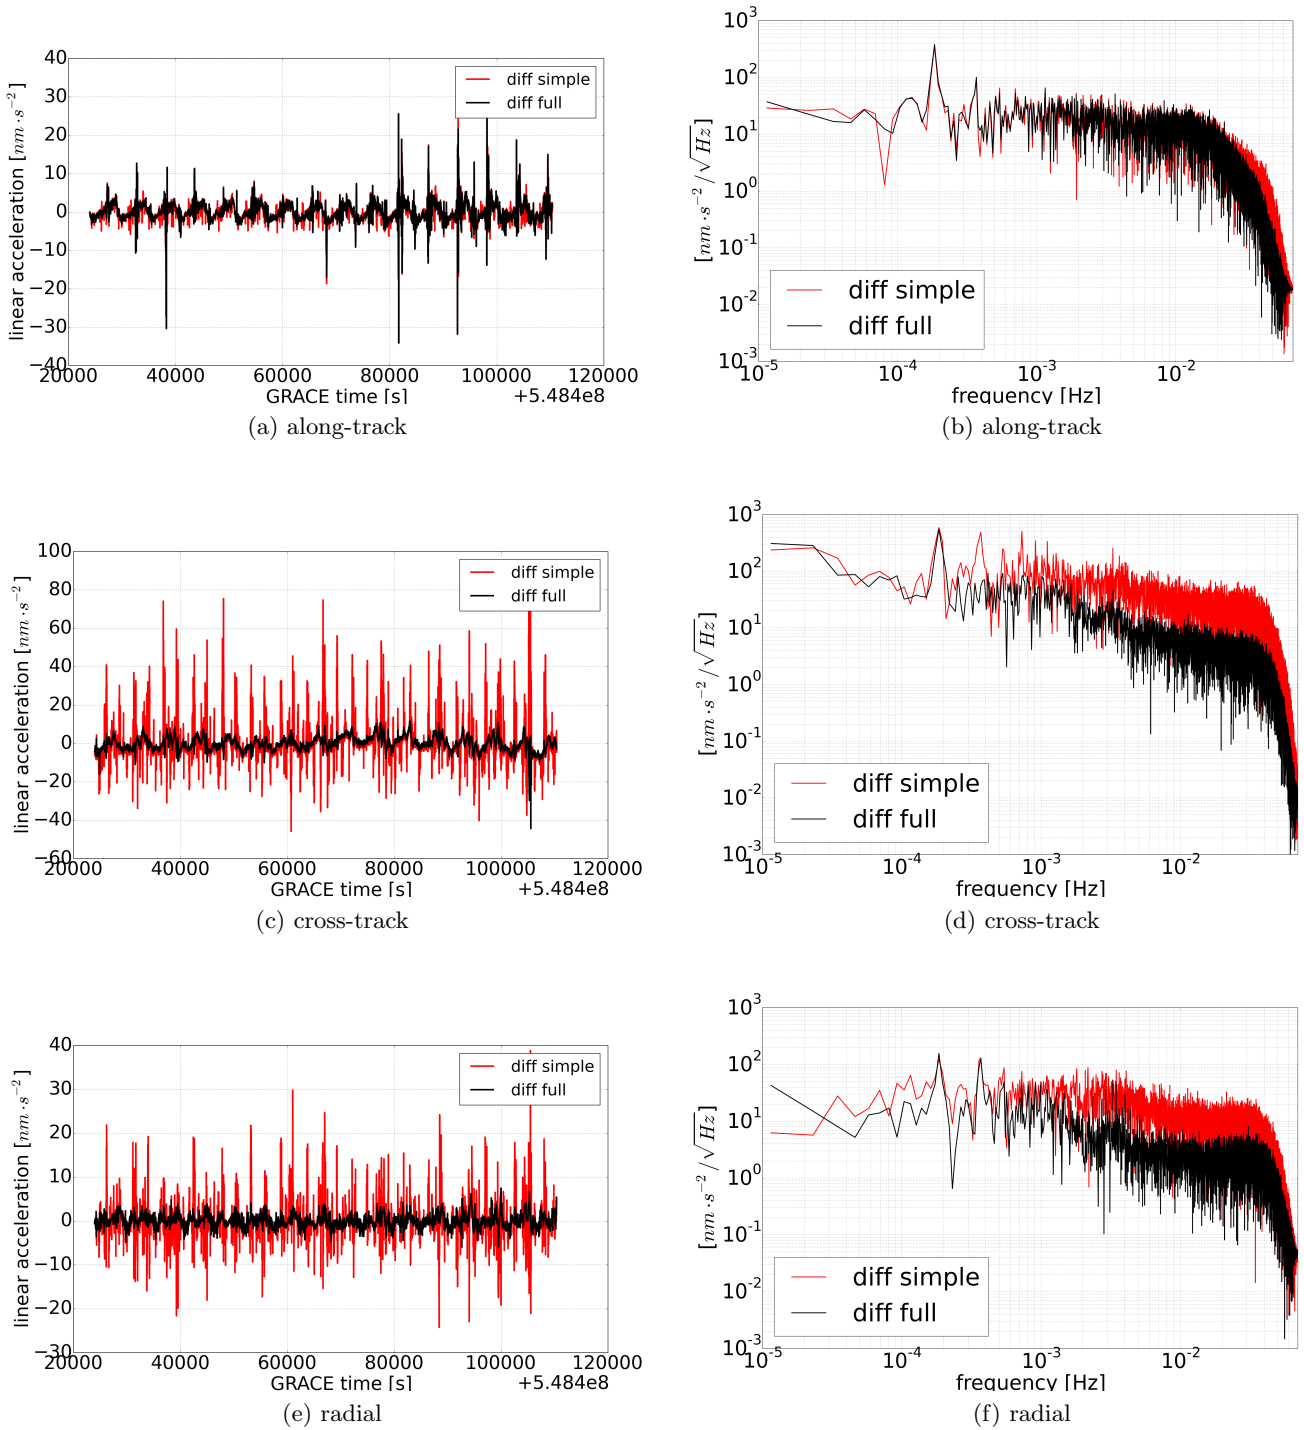 linear acceleration [nm·s⁻²]
40
30
20
10
0
−10
−20
−30
−40
diff simple
diff full
20000 40000 60000 80000 100000 120000
GRACE time [s] +5.484e8
(a) along-track
[nm·s⁻²/√Hz]
10³
10²
10¹
10⁰
10⁻¹
10⁻²
10⁻³
diff simple
diff full
10⁻⁵ 10⁻⁴ 10⁻³ 10⁻²
frequency [Hz]
(b) along-track
linear acceleration [nm·s⁻²]
100
80
60
40
20
0
−20
−40
−60
diff simple
diff full
20000 40000 60000 80000 100000 120000
GRACE time [s] +5.484e8
(c) cross-track
[nm·s⁻²/√Hz]
10³
10²
10¹
10⁰
10⁻¹
10⁻²
10⁻³
diff simple
diff full
10⁻⁵ 10⁻⁴ 10⁻³ 10⁻²
frequency [Hz]
(d) cross-track
linear acceleration [nm·s⁻²]
40
30
20
10
0
−10
−20
−30
diff simple
diff full
20000 40000 60000 80000 100000 120000
GRACE time [s] +5.484e8
(e) radial
[nm·s⁻²/√Hz]
10³
10²
10¹
10⁰
10⁻¹
10⁻²
10⁻³
diff simple
diff full
10⁻⁵ 10⁻⁴ 10⁻³ 10⁻²
frequency [Hz]
(f) radial